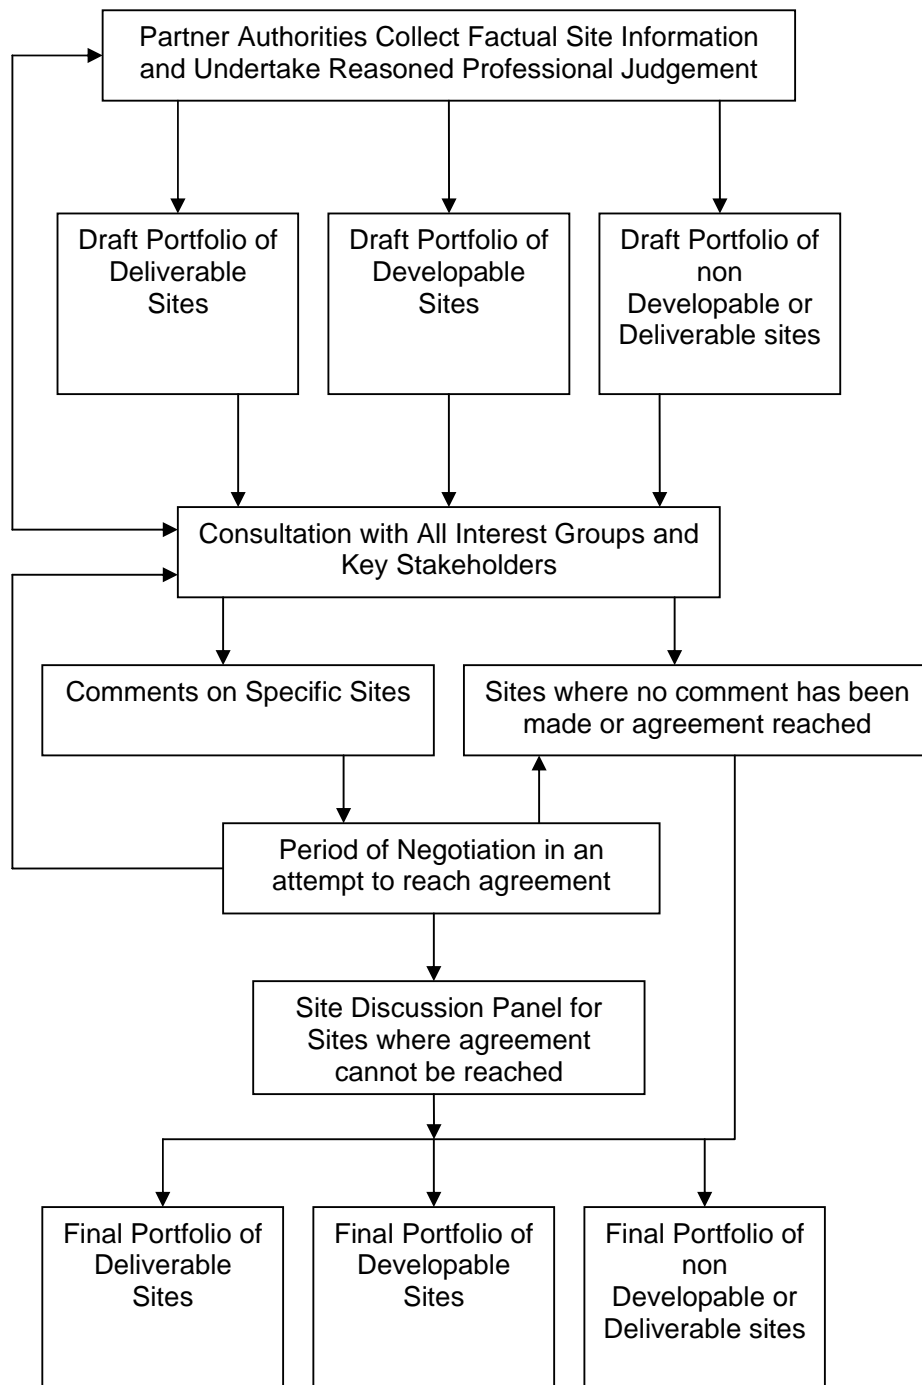 Partner Authorities Collect Factual Site Information
and Undertake Reasoned Professional Judgement
Draft Portfolio of
Deliverable
Sites
Draft Portfolio of
Developable
Sites
Draft Portfolio of
non
Developable or
Deliverable sites
Consultation with All Interest Groups and
Key Stakeholders
Comments on Specific Sites
Sites where no comment has been
made or agreement reached
Period of Negotiation in an
attempt to reach agreement
Site Discussion Panel for
Sites where agreement
cannot be reached
Final Portfolio of
Deliverable
Sites
Final Portfolio of
Developable
Sites
Final Portfolio of
non
Developable or
Deliverable sites